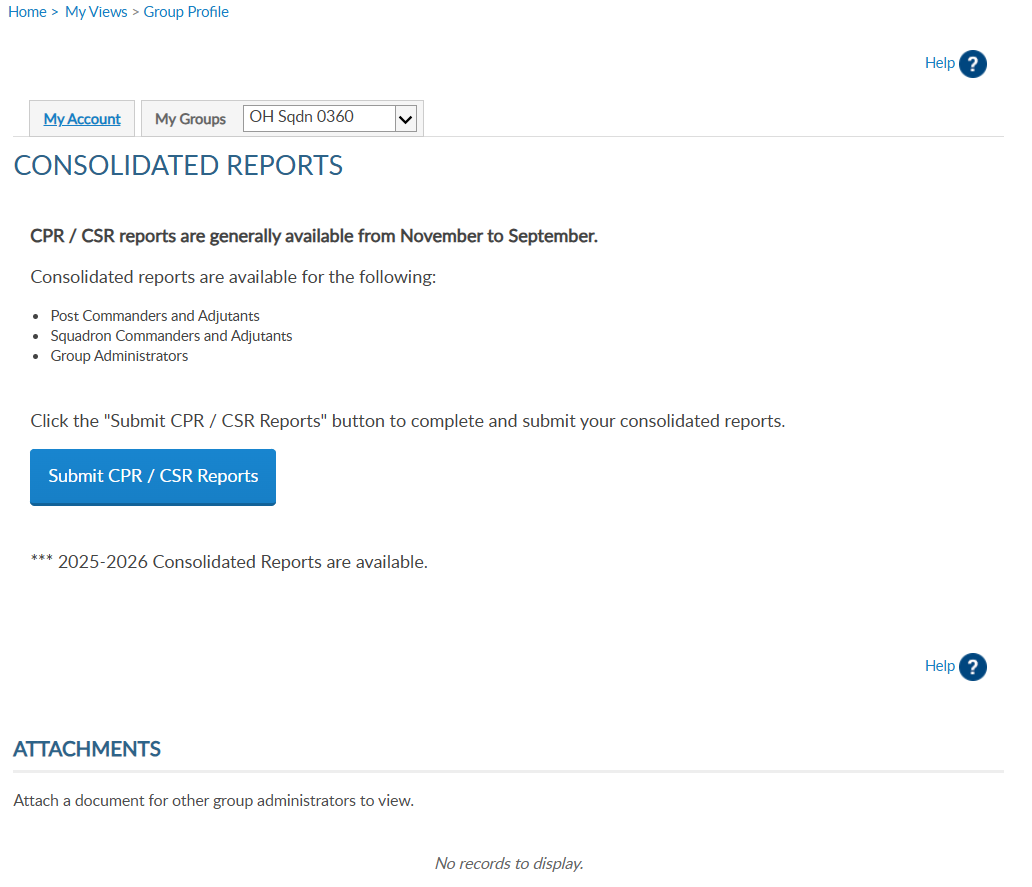 Home > My Views > Group Profile
Help ?
My Account My Groups OH Sqdn 0360
CONSOLIDATED REPORTS
CPR / CSR reports are generally available from November to September.
Consolidated reports are available for the following:
• Post Commanders and Adjutants
• Squadron Commanders and Adjutants
• Group Administrators
Click the "Submit CPR / CSR Reports" button to complete and submit your consolidated reports.
Submit CPR / CSR Reports
*** 2025-2026 Consolidated Reports are available.
Help ?
ATTACHMENTS
Attach a document for other group administrators to view.
No records to display.